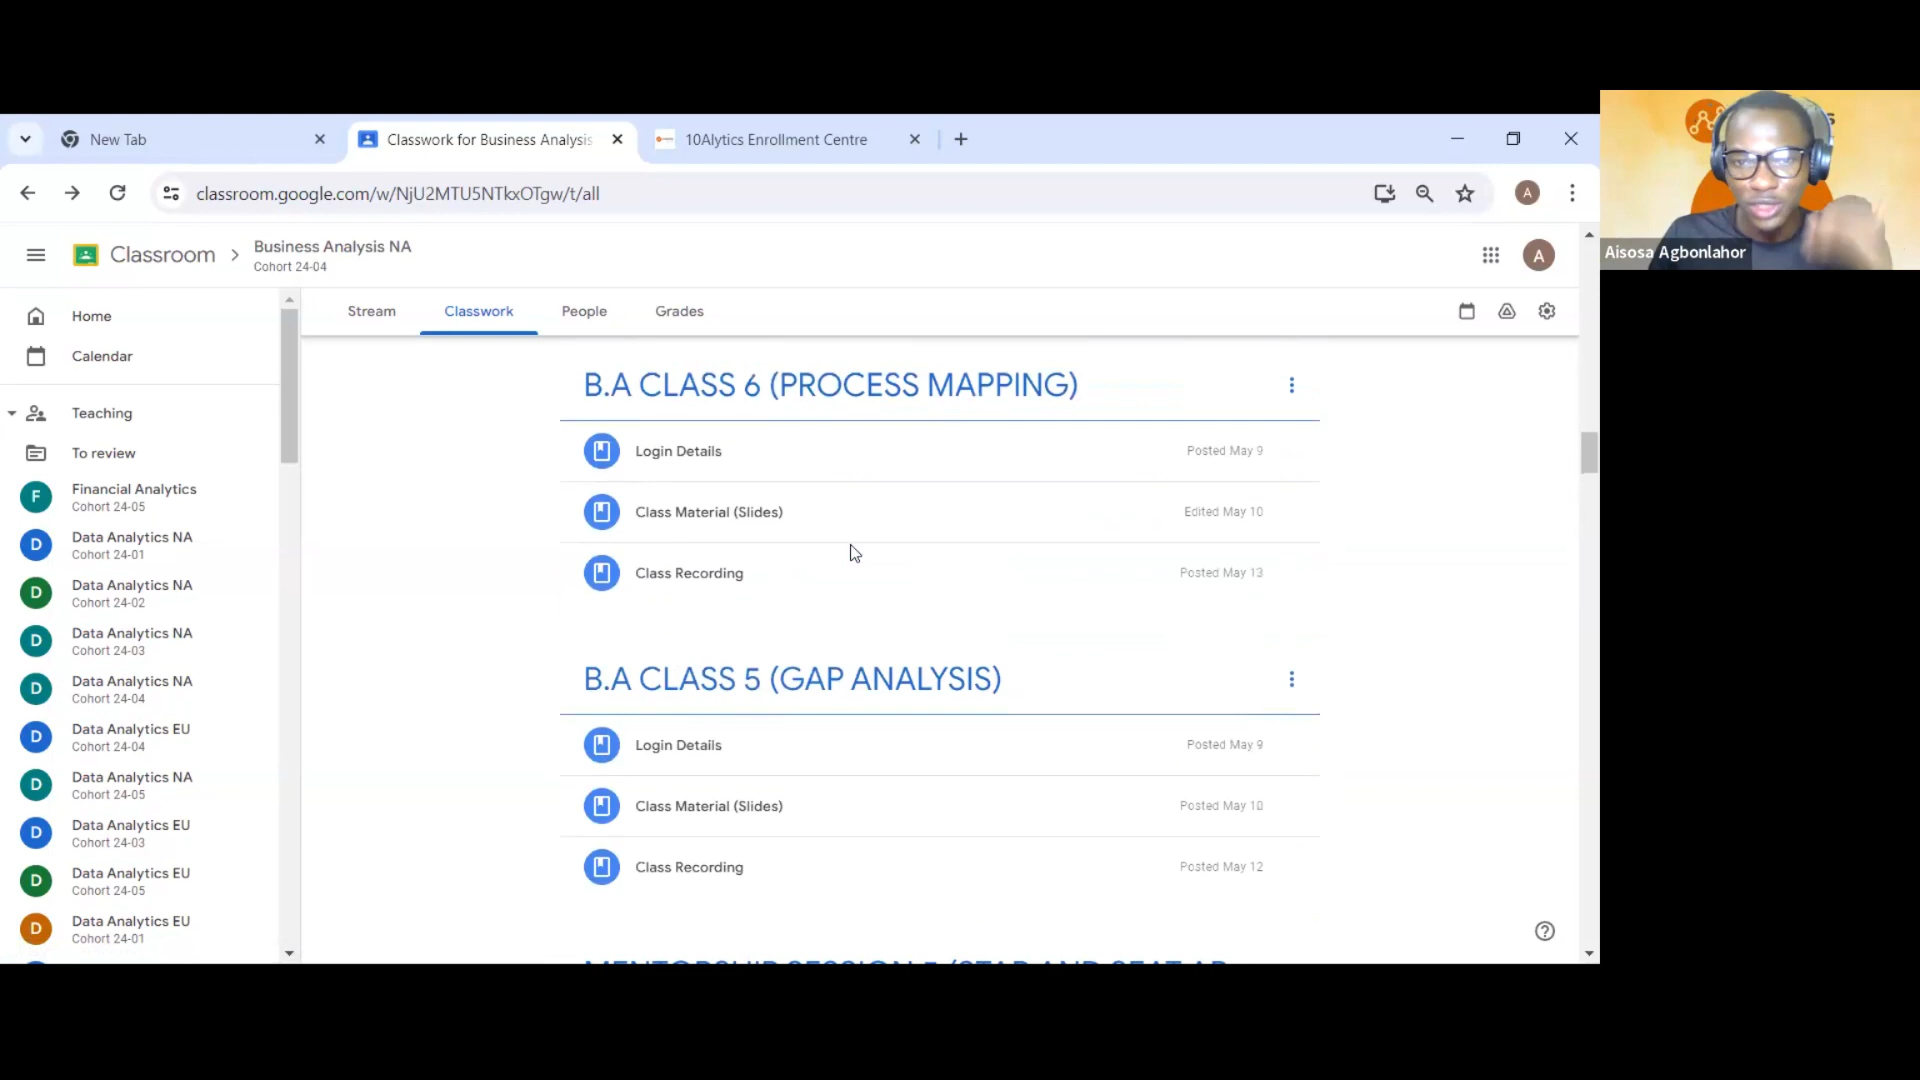 New Tab
Classwork for Business Analysis
10Alytics Enrollment Centre
classroom.google.com/w/NjU2MTU5NTkxOTgw/t/all
A
Aisosa Agbonlahor
Classroom
Business Analysis NA
Cohort 24-04
A
Home
Calendar
Teaching
To review
F
Financial Analytics
Cohort 24-05
D
Data Analytics NA
Cohort 24-01
D
Data Analytics NA
Cohort 24-02
D
Data Analytics NA
Cohort 24-03
D
Data Analytics NA
Cohort 24-04
D
Data Analytics EU
Cohort 24-04
D
Data Analytics NA
Cohort 24-05
D
Data Analytics EU
Cohort 24-03
D
Data Analytics EU
Cohort 24-05
D
Data Analytics EU
Cohort 24-01
Stream
Classwork
People
Grades
B.A CLASS 6 (PROCESS MAPPING)
Login Details
Posted May 9
Class Material (Slides)
Edited May 10
Class Recording
Posted May 13
B.A CLASS 5 (GAP ANALYSIS)
Login Details
Posted May 9
Class Material (Slides)
Posted May 10
Class Recording
Posted May 12